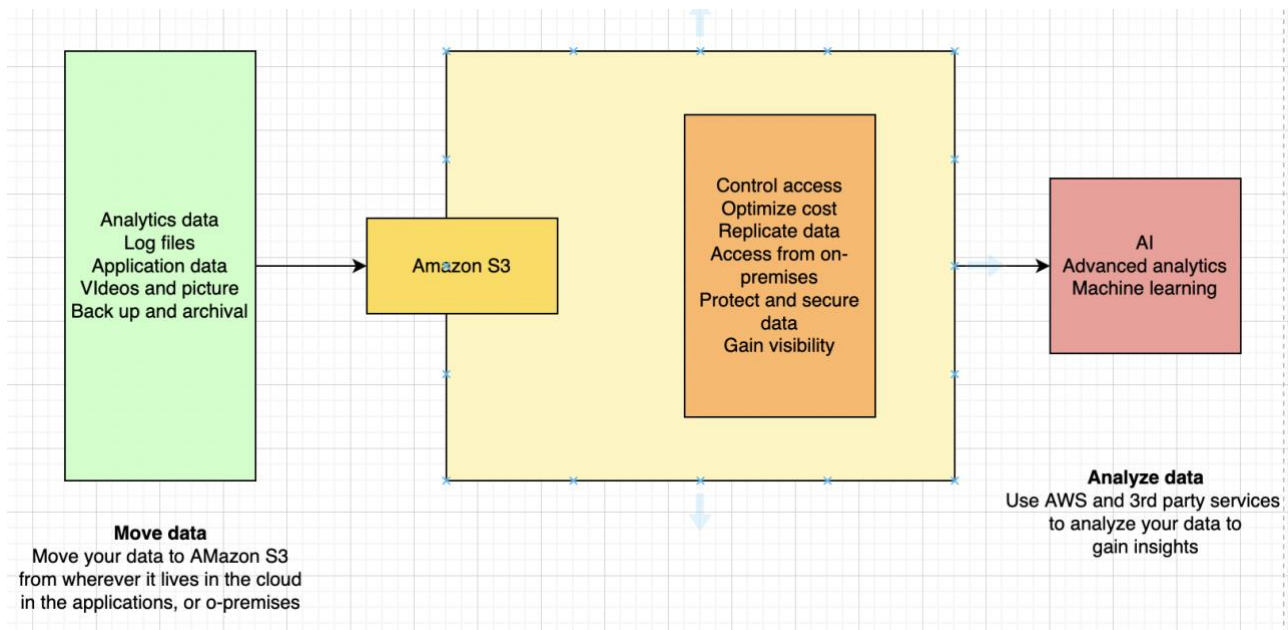 Analytics data
Log files
Application data
VIdeos and picture
Back up and archival
Amazon S3
Control access
Optimize cost
Replicate data
Access from on-
premises
Protect and secure
data
Gain visibility
AI
Advanced analytics
Machine learning
Move data
Move your data to AMazon S3
from wherever it lives in the cloud
in the applications, or o-premises
Analyze data
Use AWS and 3rd party services
to analyze your data to
gain insights